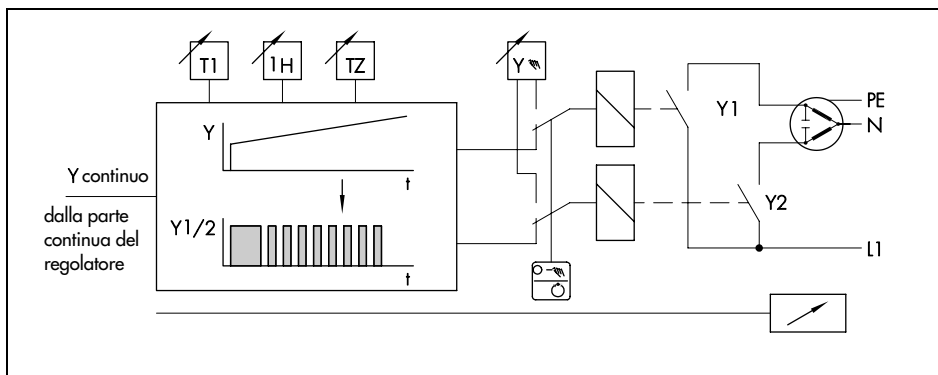 T1
1H
TZ
Y
Y
t
Y1/2
t
Y continuo
dalla parte
continua del
regolatore
Y1
Y2
PE
N
L1